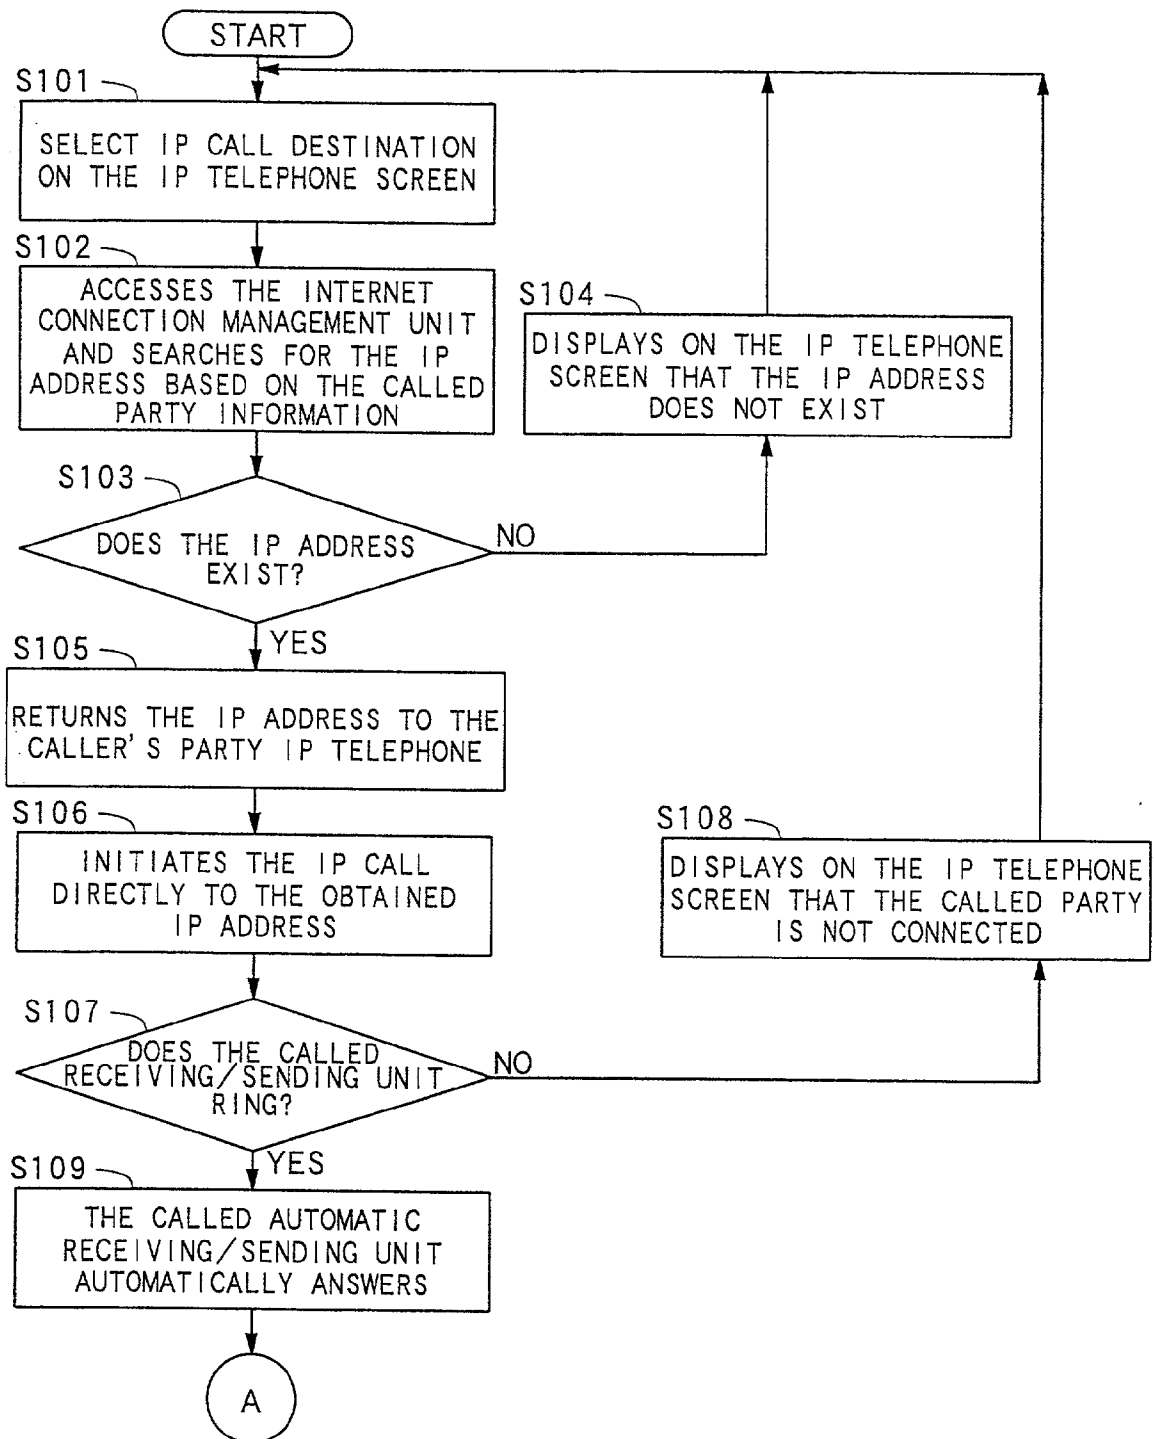 START
S101
SELECT IP CALL DESTINATION
ON THE IP TELEPHONE SCREEN
S102
ACCESSES THE INTERNET
CONNECTION MANAGEMENT UNIT
AND SEARCHES FOR THE IP
ADDRESS BASED ON THE CALLED
PARTY INFORMATION
S104
DISPLAYS ON THE IP TELEPHONE
SCREEN THAT THE IP ADDRESS
DOES NOT EXIST
S103
DOES THE IP ADDRESS
EXIST?
NO
YES
S105
RETURNS THE IP ADDRESS TO THE
CALLER'S PARTY IP TELEPHONE
S106
INITIATES THE IP CALL
DIRECTLY TO THE OBTAINED
IP ADDRESS
S108
DISPLAYS ON THE IP TELEPHONE
SCREEN THAT THE CALLED PARTY
IS NOT CONNECTED
S107
DOES THE CALLED
RECEIVING/SENDING UNIT
RING?
NO
YES
S109
THE CALLED AUTOMATIC
RECEIVING/SENDING UNIT
AUTOMATICALLY ANSWERS
A